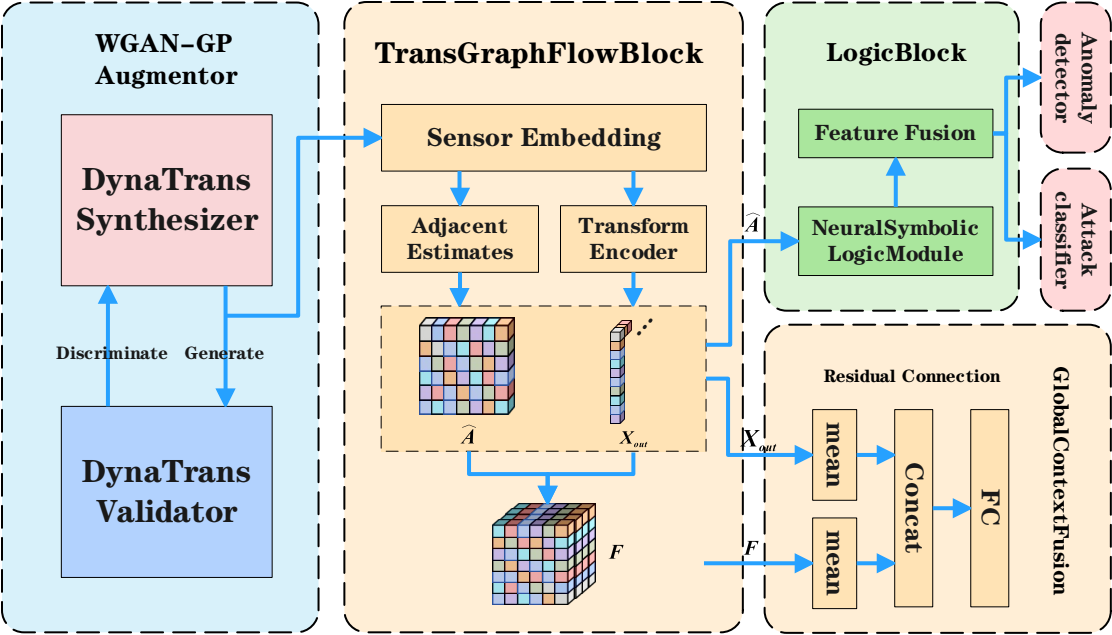 WGAN-GP
Augmentor
DynaTrans
Synthesizer
Discriminate
Generate
DynaTrans
Validator
TransGraphFlowBlock
Sensor Embedding
Adjacent
Estimates
Transform
Encoder
Â
X_out
F
Â
X_out
F
LogicBlock
Feature Fusion
NeuralSymbolic
LogicModule
Anomaly
detector
Attack
classifier
Residual Connection
mean
mean
Concat
FC
GlobalContextFusion